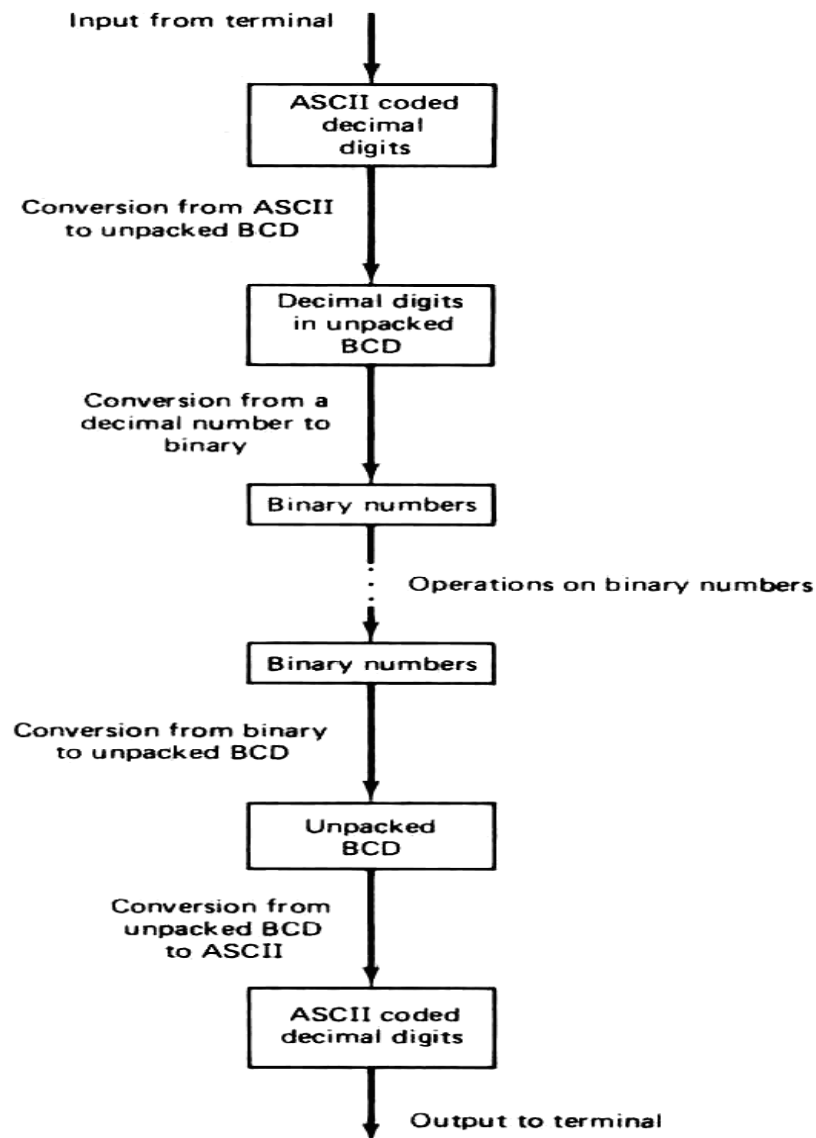 Input from terminal
ASCII coded
decimal
digits
Conversion from ASCII
to unpacked BCD
Decimal digits
in unpacked
BCD
Conversion from a
decimal number to
binary
Binary numbers
Operations on binary numbers
Binary numbers
Conversion from binary
to unpacked BCD
Unpacked
BCD
Conversion from
unpacked BCD
to ASCII
ASCII coded
decimal digits
Output to terminal